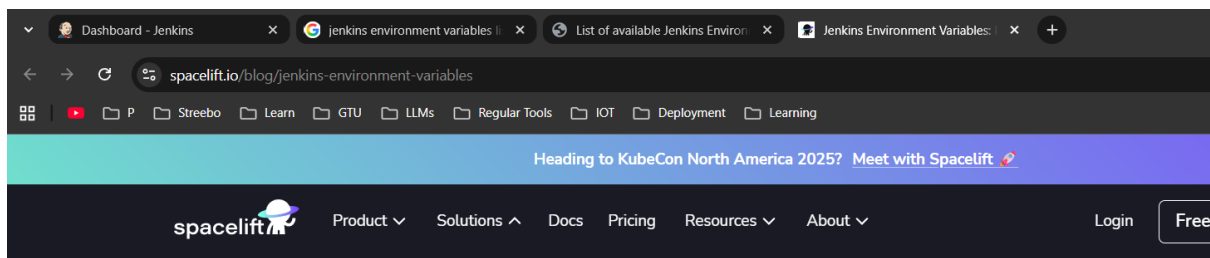 Dashboard - Jenkins jenkins environment variables li List of available Jenkins Environ Jenkins Environment Variables:
spacelift.io/blog/jenkins-environment-variables
P Streebo Learn GTU LLMs Regular Tools IOT Deployment Learning
Heading to KubeCon North America 2025? Meet with Spacelift 🚀
spacelift Product Solutions Docs Pricing Resources About Login Free